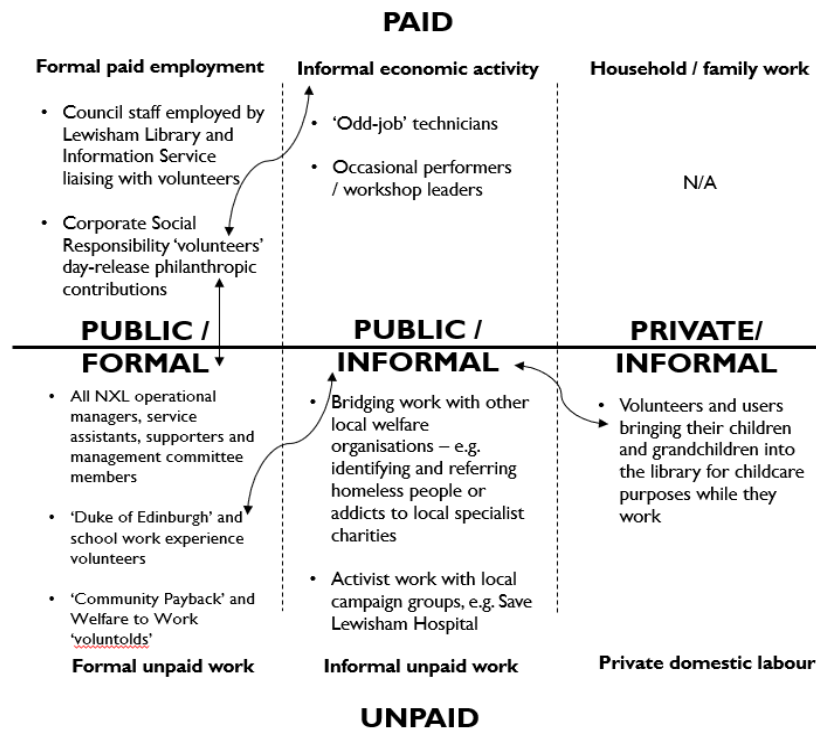 PAID
Formal paid employment
• Council staff employed by
Lewisham Library and
Information Service
liaising with volunteers
• Corporate Social
Responsibility ‘volunteers’
day-release philanthropic
contributions
Informal economic activity
• ‘Odd-job’ technicians
• Occasional performers
/ workshop leaders
Household / family work
N/A
PUBLIC /
FORMAL
PUBLIC /
INFORMAL
PRIVATE/
INFORMAL
• All NXL operational
managers, service
assistants, supporters and
management committee
members
• ‘Duke of Edinburgh’ and
school work experience
volunteers
• ‘Community Payback’ and
Welfare to Work
‘voluntolds’
Formal unpaid work
• Bridging work with other
local welfare
organisations – e.g.
identifying and referring
homeless people or
addicts to local specialist
charities
• Activist work with local
campaign groups, e.g. Save
Lewisham Hospital
Informal unpaid work
• Volunteers and users
bringing their children
and grandchildren into
the library for childcare
purposes while they
work
Private domestic labour
UNPAID